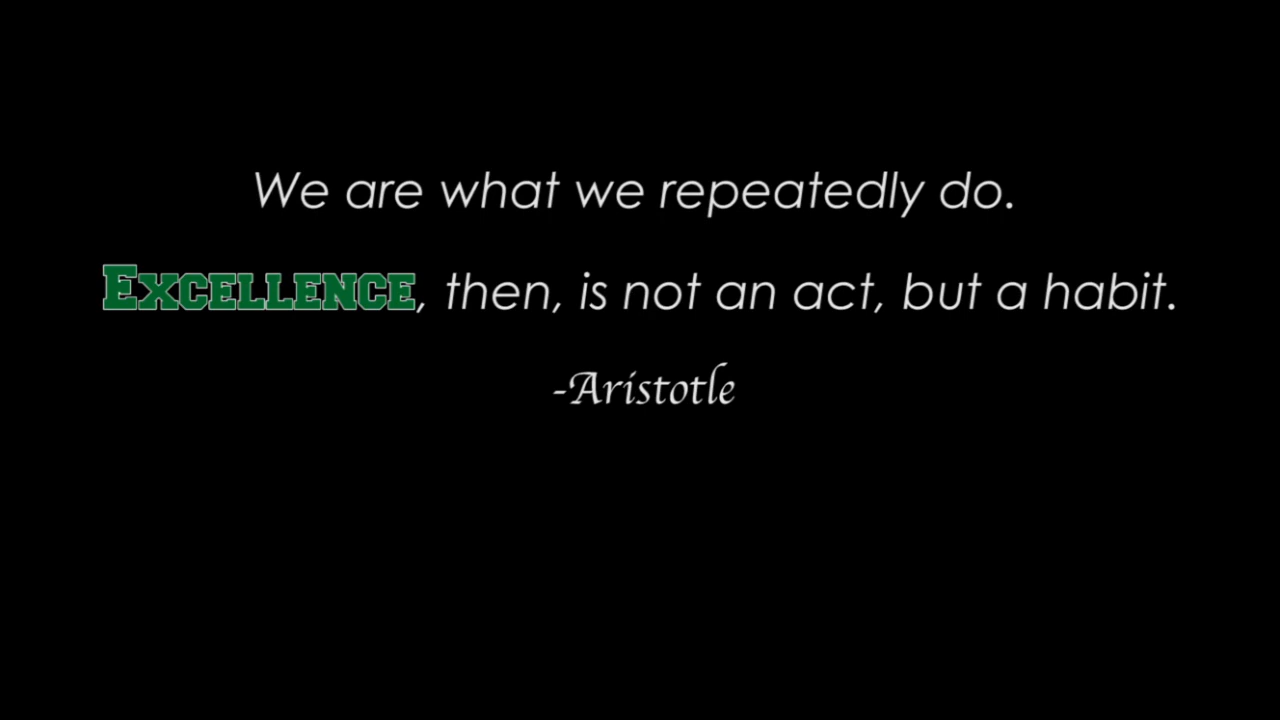 We are what we repeatedly do.
Excellence, then, is not an act, but a habit.
-Aristotle